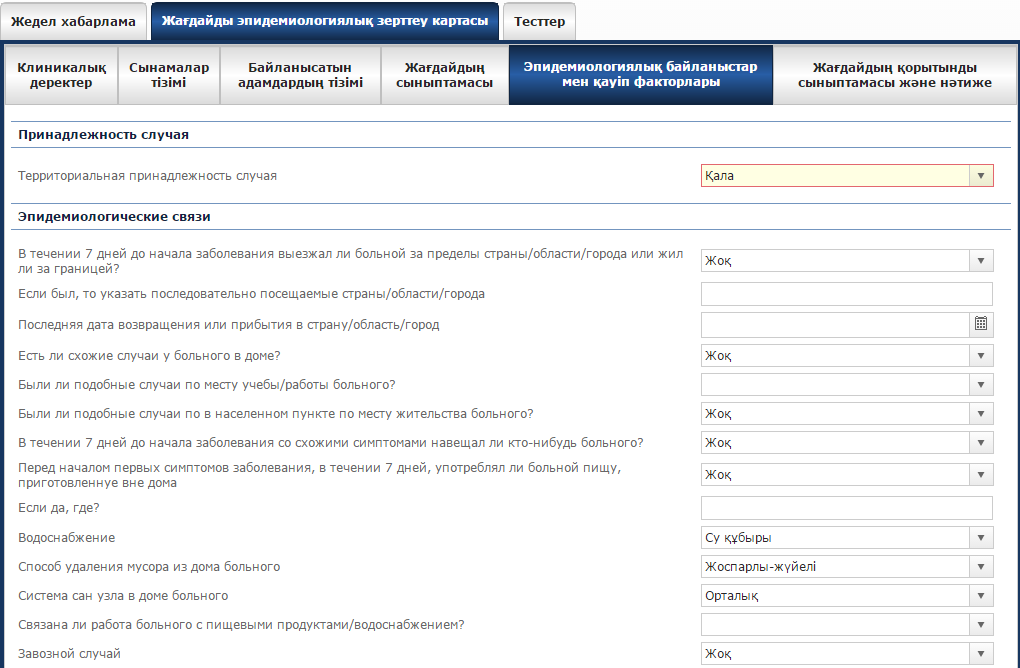 Жедел хабарлама
Жағдайды эпидемиологиялық зерттеу картасы
Тесттер
Клиникалық
деректер
Сынамалар
тізімі
Байланысатын
адамдардың тізімі
Жағдайдың
сыныптамасы
Эпидемиологиялық байланыстар
мен қауіп факторлары
Жағдайдың қорытынды
сыныптамасы және нәтиже
Принадлежность случая
Территориальная принадлежность случая
Қала
Эпидемиологические связи
В течении 7 дней до начала заболевания выезжал ли больной за пределы страны/области/города или жил
ли за границей?
Жоқ
Если был, то указать последовательно посещаемые страны/области/города
Последняя дата возвращения или прибытия в страну/область/город
Есть ли схожие случаи у больного в доме?
Жоқ
Были ли подобные случаи по месту учебы/работы больного?
Были ли подобные случаи по в населенном пункте по месту жительства больного?
Жоқ
В течении 7 дней до начала заболевания со схожими симптомами навещал ли кто-нибудь больного?
Жоқ
Перед началом первых симптомов заболевания, в течении 7 дней, употреблял ли больной пищу,
приготовленную вне дома
Жоқ
Если да, где?
Водоснабжение
Су құбыры
Способ удаления мусора из дома больного
Жоспарлы-жүйелі
Система сан узла в доме больного
Орталық
Связана ли работа больного с пищевыми продуктами/водоснабжением?
Завозной случай
Жоқ